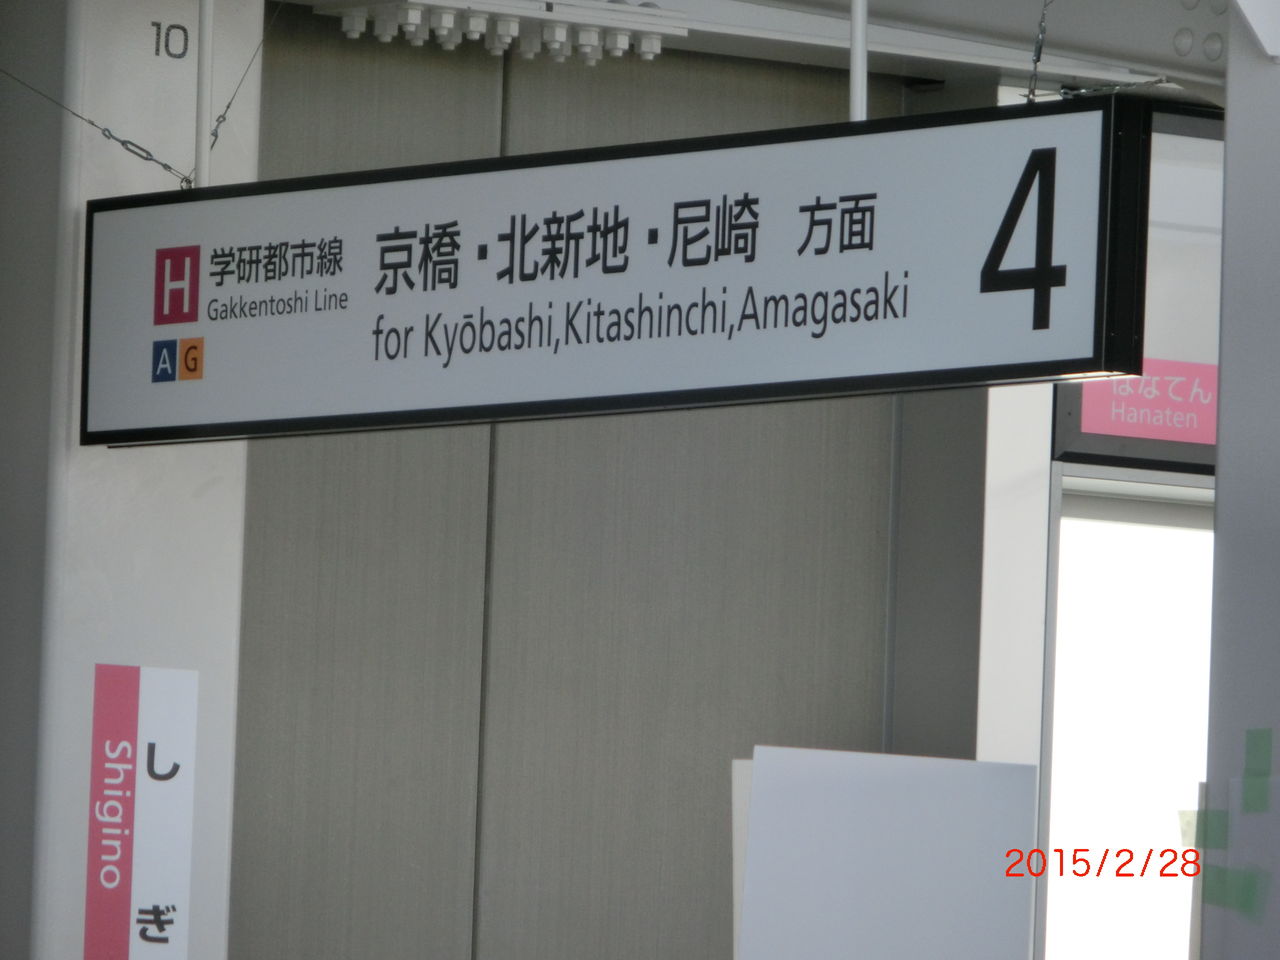 10
H 学研都市線
Gakkentoshi Line
A G
京橋・北新地・尼崎 方面
for Kyōbashi,Kitashinchi,Amagasaki
4
はなてん
Hanaten
しぎ
Shigino
2015/2/28